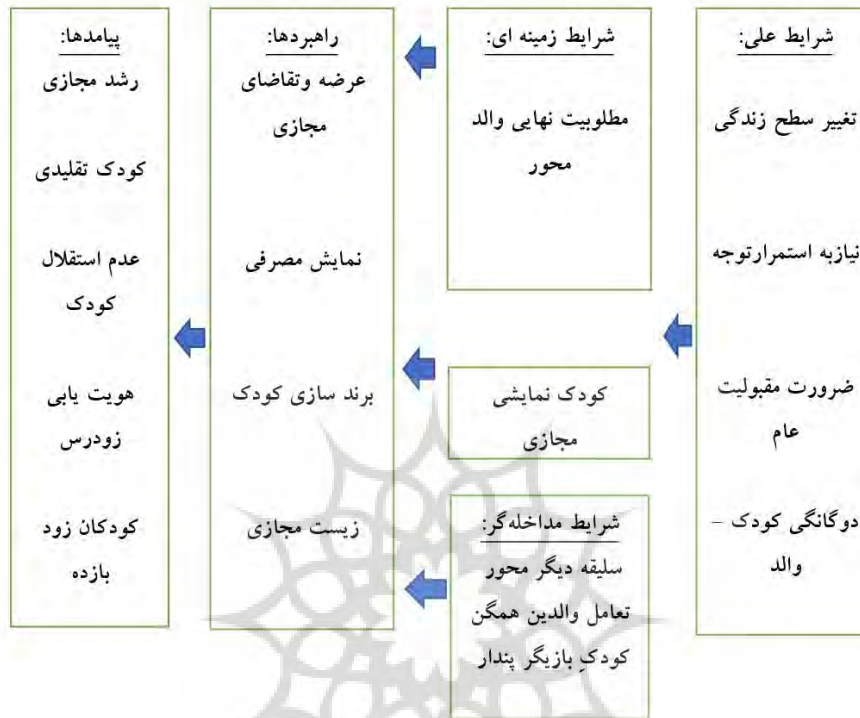 شرایط علی:
تغییر سطح زندگی
نیازبه استمرارتوجه
ضرورت مقبولیت
عام
دوگانگی کودک –
والد
شرایط زمینه ای:
مطلوبیت نهایی والد
محور
کودک نمایشی
مجازی
شرایط مداخله‌گر:
سلیقه دیگر محور
تعامل والدین همگن
کودکِ بازیگر پندار
راهبردها:
عرضه وتقاضای
مجازی
نمایش مصرفی
برند سازی کودک
زیست مجازی
پیامدها:
رشد مجازی
کودک تقلیدی
عدم استقلال
کودک
هویت یابی
زودرس
کودکان زود
بازده